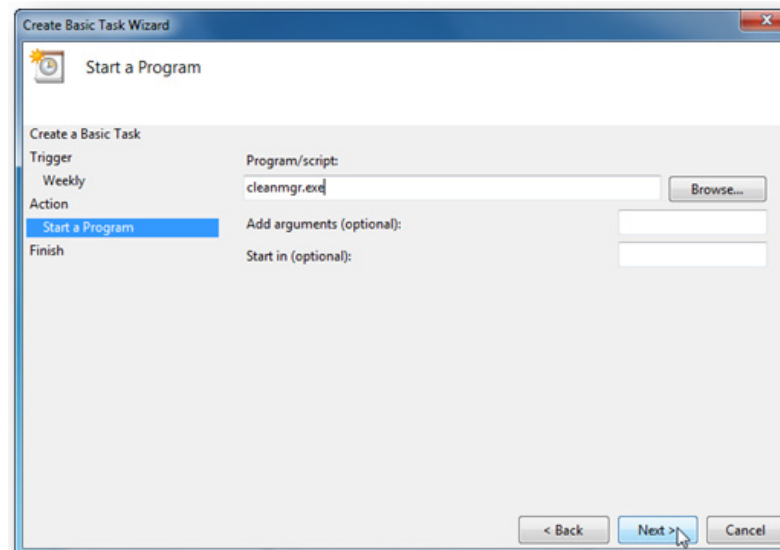 Create Basic Task Wizard
Start a Program
Create a Basic Task
Trigger
Weekly
Action
Start a Program
Finish
Program/script:
cleanmgr.exe
Browse...
Add arguments (optional):
Start in (optional):
< Back
Next >
Cancel